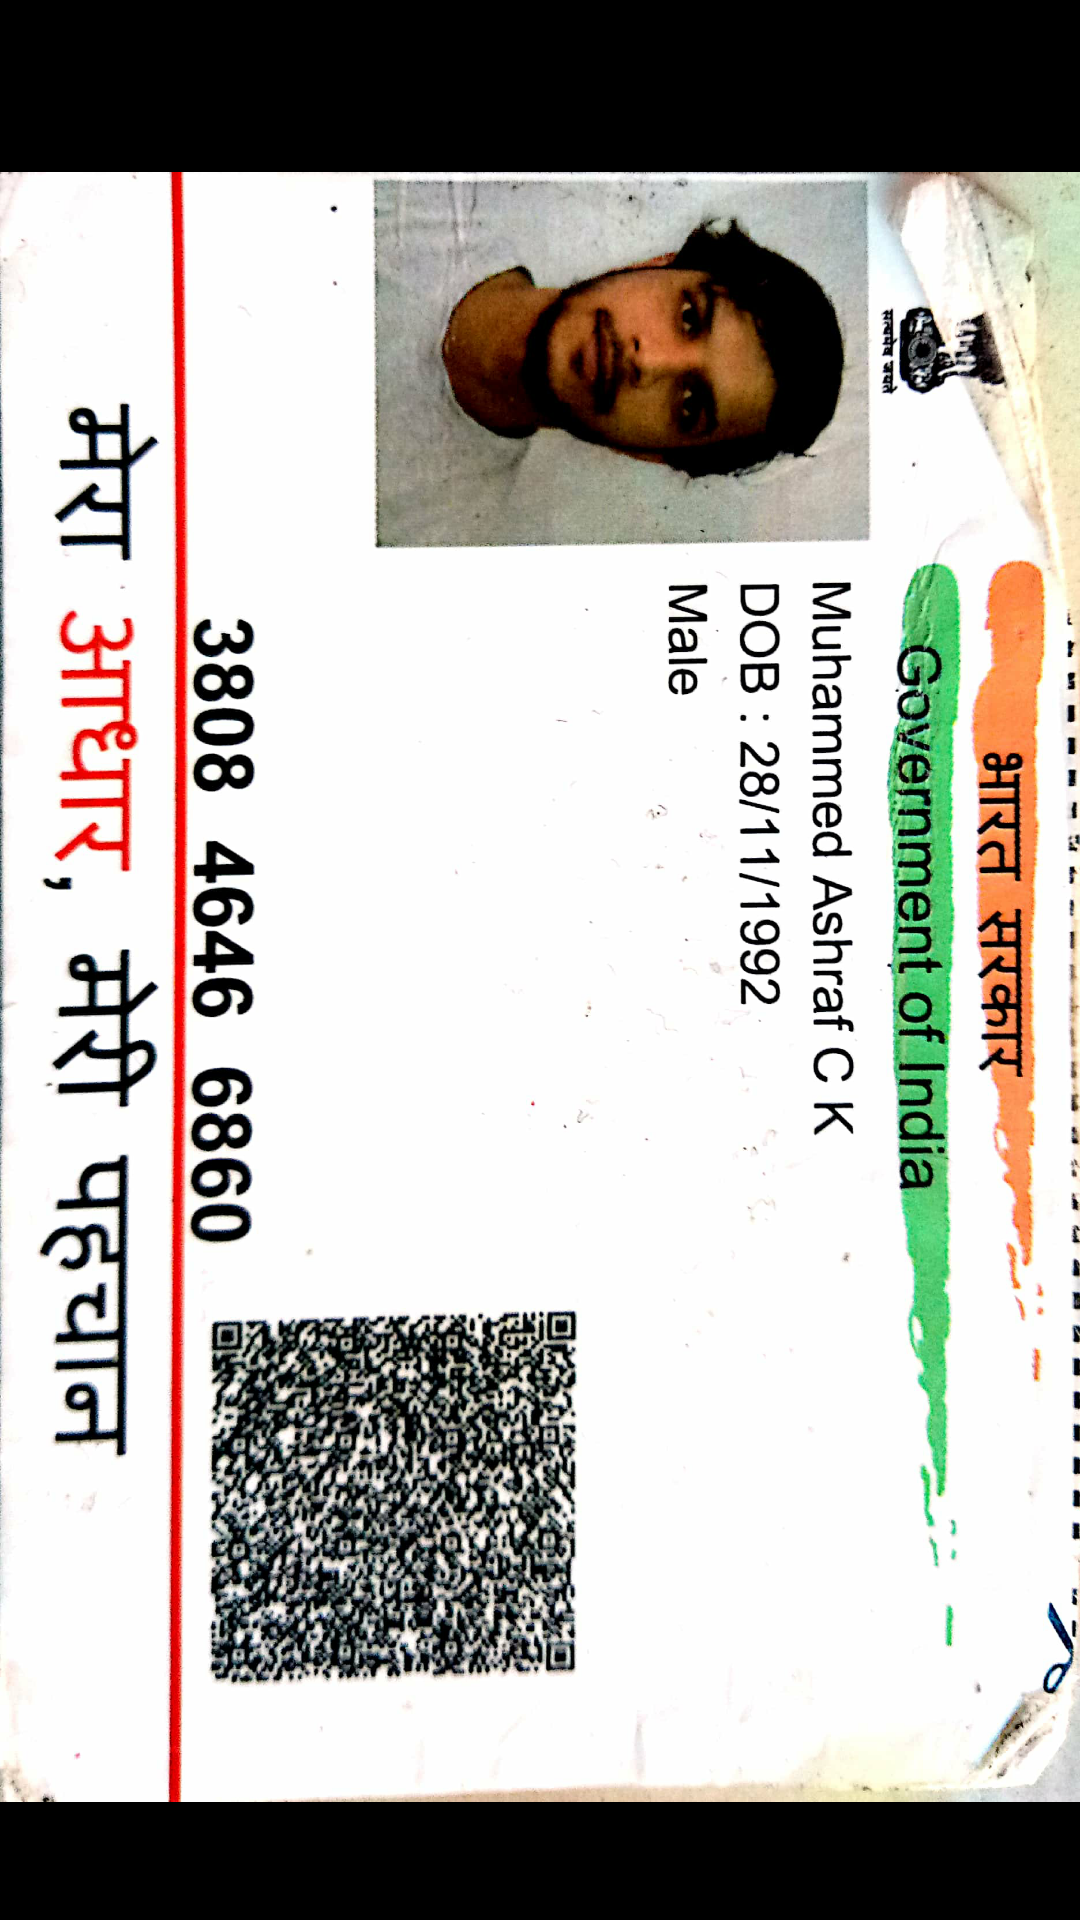 भारत सरकार
Government of India
सत्यमेव जयते
Muhammed Ashraf C K
DOB : 28/11/1992
Male
3808 4646 6860
मेरा आधार, मेरी पहचान